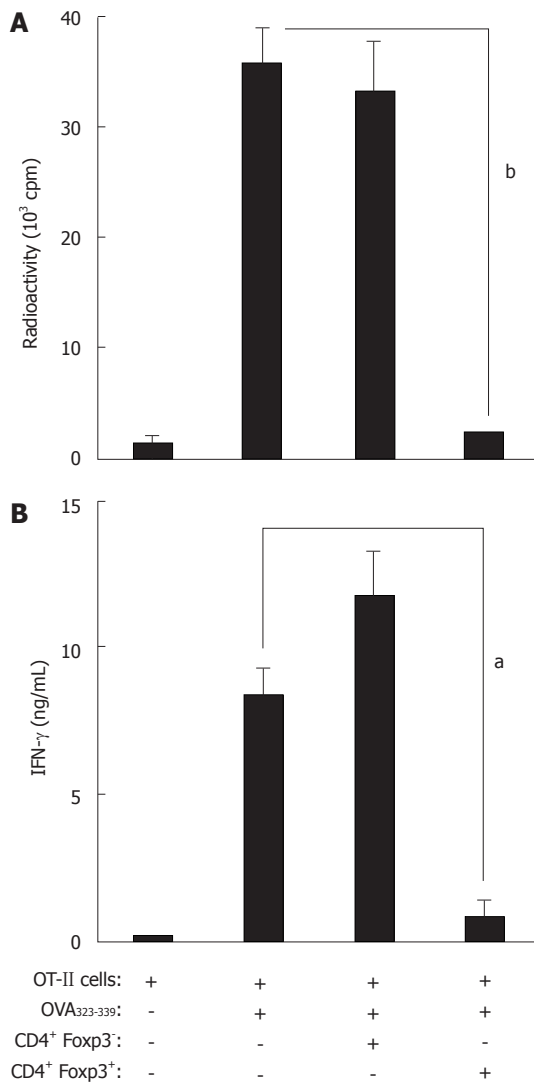 A
40
30
20
10
0
Radioactivity (10³ cpm)
b
B
15
10
5
0
IFN-γ (ng/mL)
a
OT-II cells: + + + +
OVA₃₂₃₋₃₃₉: - + + +
CD4⁺ Foxp3⁻: - - + -
CD4⁺ Foxp3⁺: - - - +